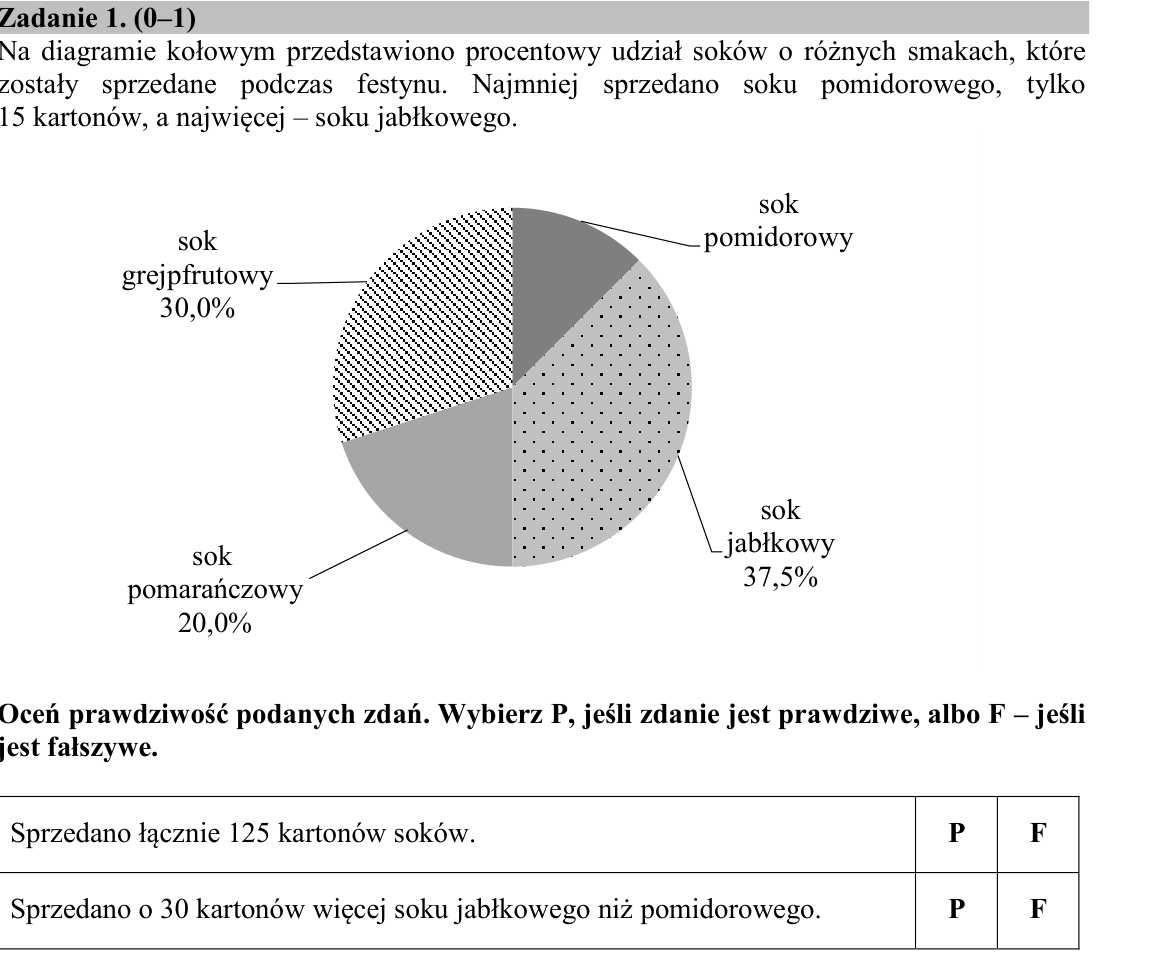 Zadanie 1. (0–1)
Na diagramie kołowym przedstawiono procentowy udział soków o różnych smakach, które
zostały sprzedane podczas festynu. Najmniej sprzedano soku pomidorowego, tylko
15 kartonów, a najwięcej – soku jabłkowego.
sok
pomidorowy
sok
grejpfrutowy
30,0%
sok
jabłkowy
37,5%
sok
pomarańczowy
20,0%
Oceń prawdziwość podanych zdań. Wybierz P, jeśli zdanie jest prawdziwe, albo F – jeśli
jest fałszywe.
Sprzedano łącznie 125 kartonów soków. P F
Sprzedano o 30 kartonów więcej soku jabłkowego niż pomidorowego. P F